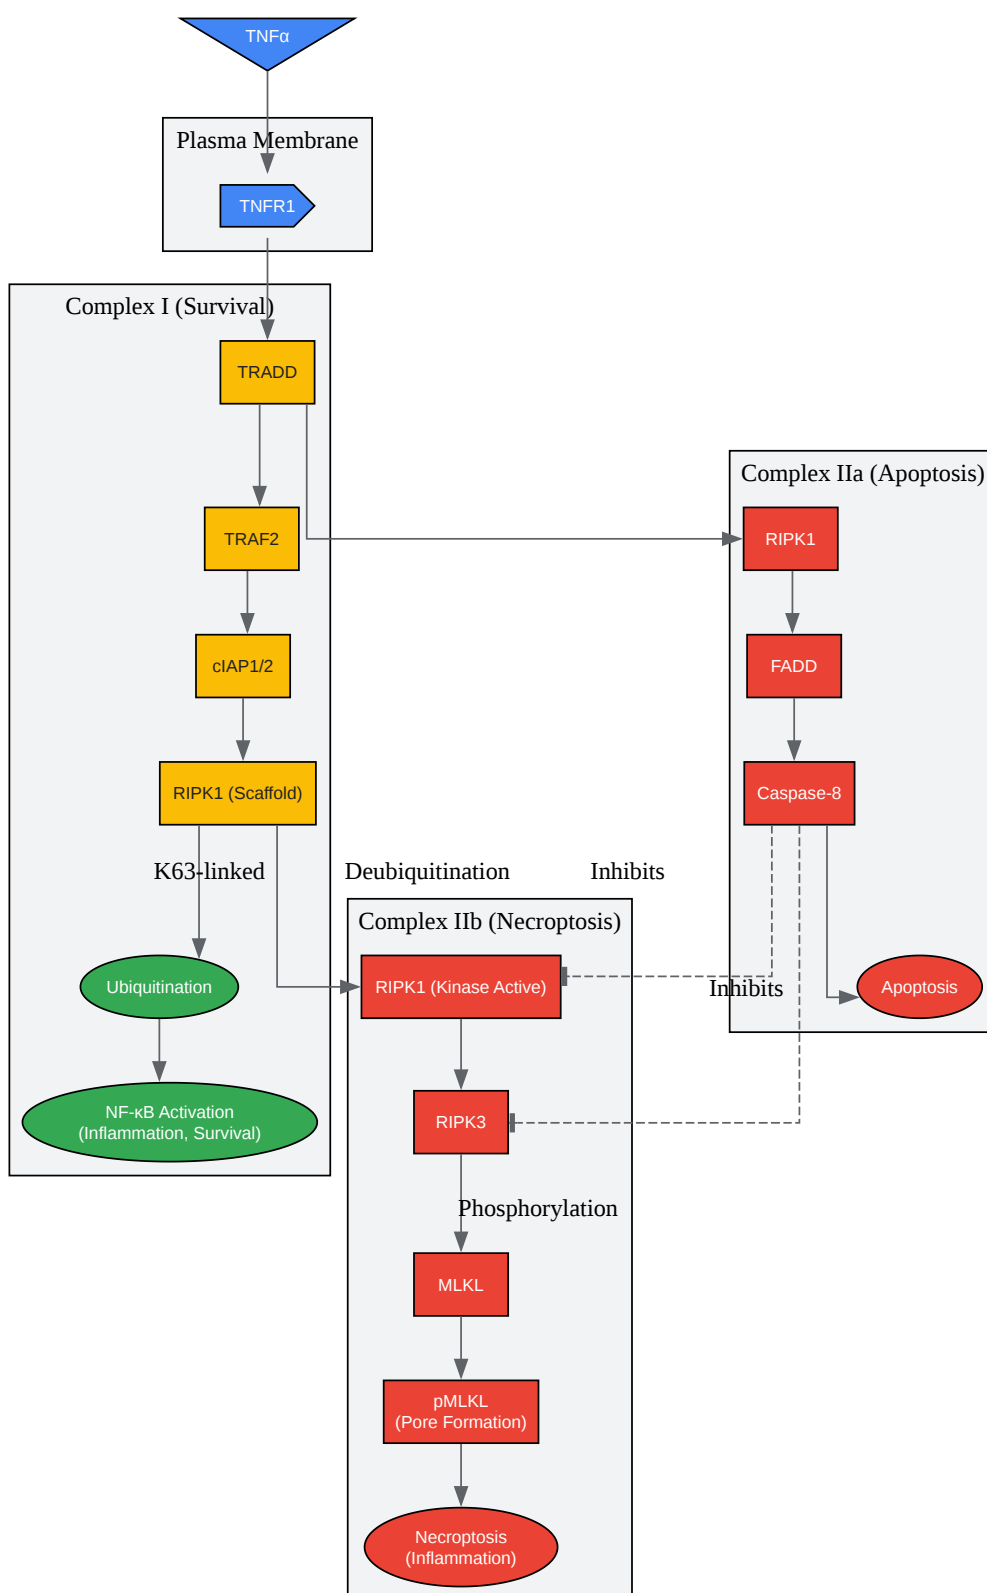 TNFα
Plasma Membrane
TNFR1
Complex I (Survival)
TRADD
TRAF2
cIAP1/2
RIPK1 (Scaffold)
K63-linked
Ubiquitination
NF-κB Activation
(Inflammation, Survival)
Complex IIa (Apoptosis)
RIPK1
FADD
Caspase-8
Deubiquitination
Inhibits
Inhibits
Apoptosis
Complex IIb (Necroptosis)
RIPK1 (Kinase Active)
RIPK3
Phosphorylation
MLKL
pMLKL
(Pore Formation)
Necroptosis
(Inflammation)